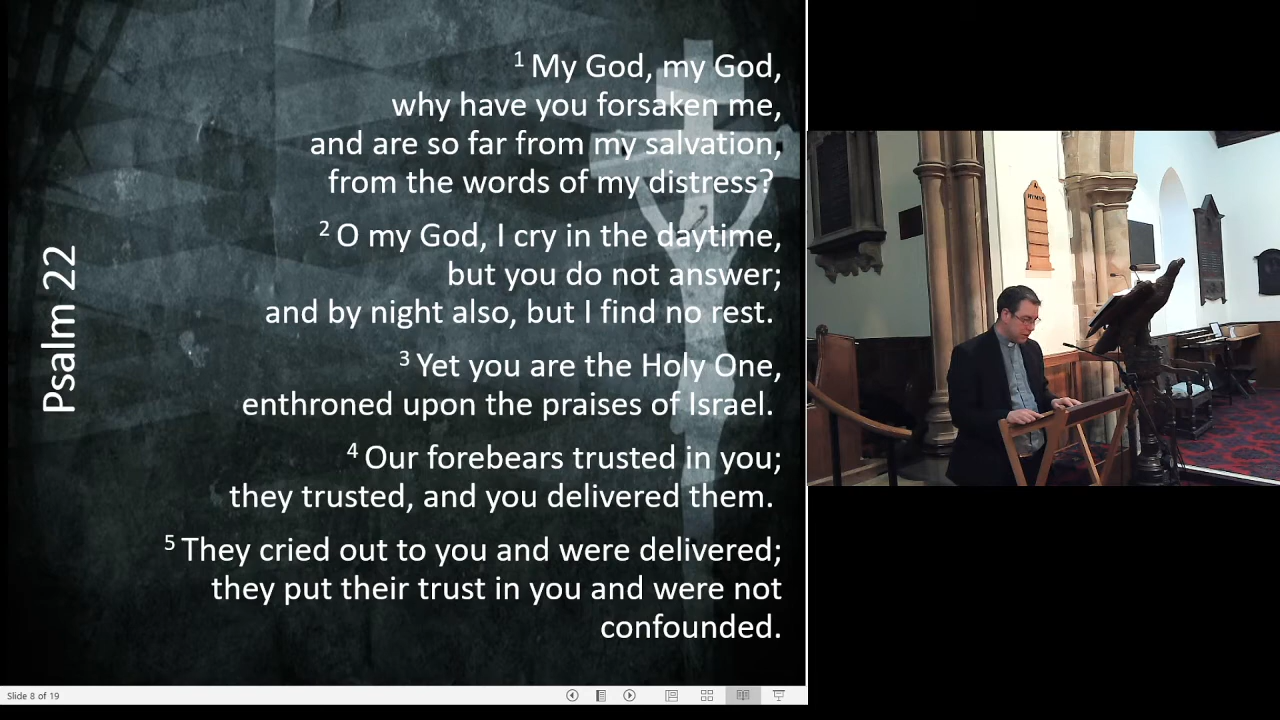 Psalm 22
1 My God, my God,
why have you forsaken me,
and are so far from my salvation,
from the words of my distress?
2 O my God, I cry in the daytime,
but you do not answer;
and by night also, but I find no rest.
3 Yet you are the Holy One,
enthroned upon the praises of Israel.
4 Our forebears trusted in you;
they trusted, and you delivered them.
5 They cried out to you and were delivered;
they put their trust in you and were not
confounded.
Slide 8 of 19
HYMNS